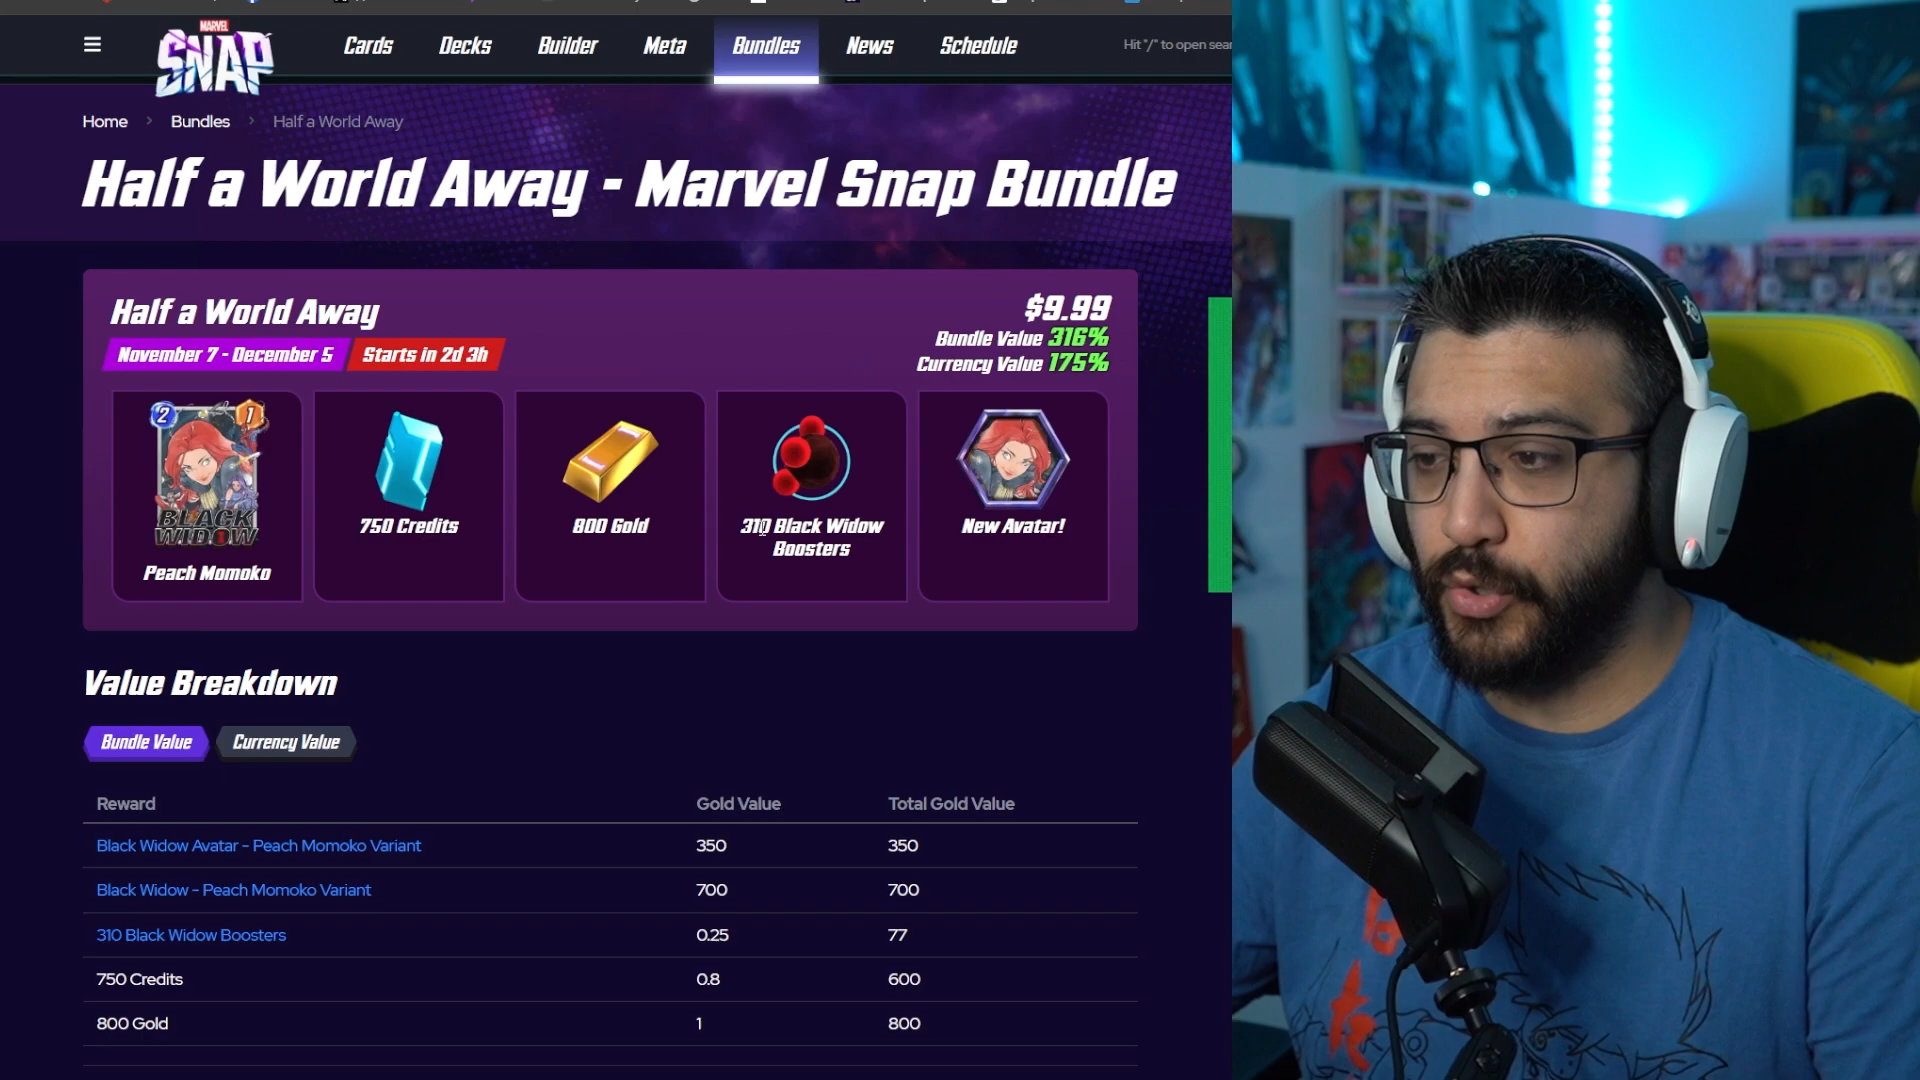 MARVEL
SNAP
Cards
Decks
Builder
Meta
Bundles
News
Schedule
Hit "/" to open sear
Home
Bundles
Half a World Away
Half a World Away - Marvel Snap Bundle
Half a World Away
$9.99
Bundle Value 316%
November 7 - December 5
Starts in 2d 3h
Currency Value 175%
2
1
BLACK
WIDOW
Peach Momoko
750 Credits
800 Gold
310 Black Widow
Boosters
New Avatar!
Value Breakdown
Bundle Value
Currency Value
Reward Gold Value Total Gold Value
Black Widow Avatar - Peach Momoko Variant 350 350
Black Widow - Peach Momoko Variant 700 700
310 Black Widow Boosters 0.25 77
750 Credits 0.8 600
800 Gold 1 800